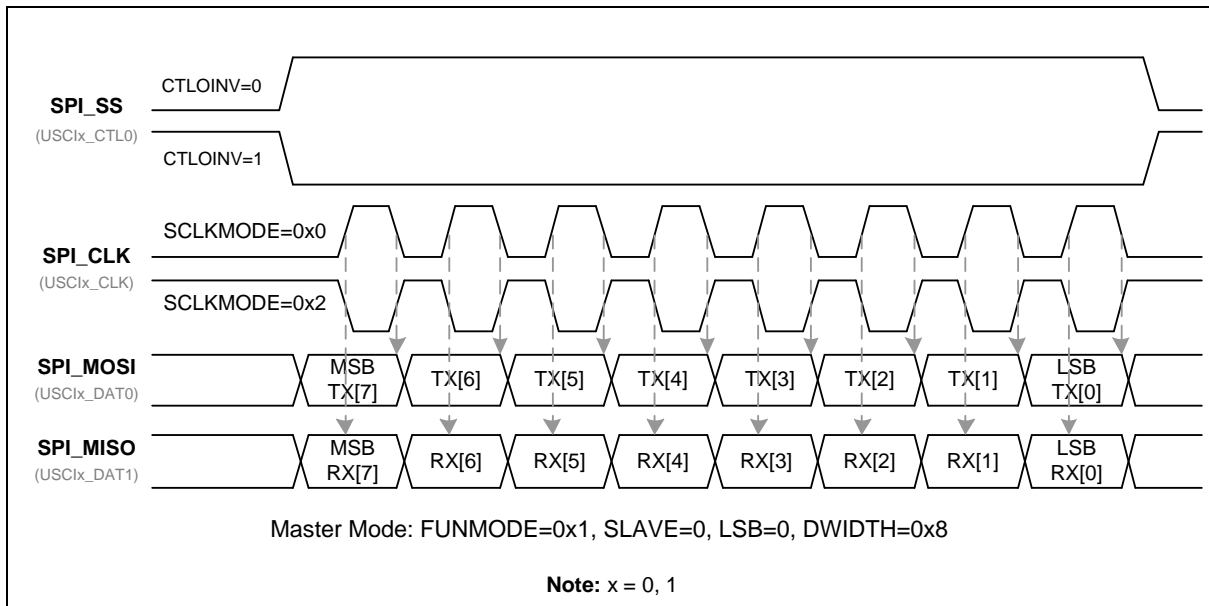 CTLOINV=0
SPI_SS
(USCIx_CTL0)
CTLOINV=1
SCLKMODE=0x0
SPI_CLK
(USCIx_CLK)
SCLKMODE=0x2
SPI_MOSI
(USCIx_DAT0)
MSB
TX[7]
TX[6]
TX[5]
TX[4]
TX[3]
TX[2]
TX[1]
LSB
TX[0]
SPI_MISO
(USCIx_DAT1)
MSB
RX[7]
RX[6]
RX[5]
RX[4]
RX[3]
RX[2]
RX[1]
LSB
RX[0]
Master Mode: FUNMODE=0x1, SLAVE=0, LSB=0, DWIDTH=0x8
Note: x = 0, 1